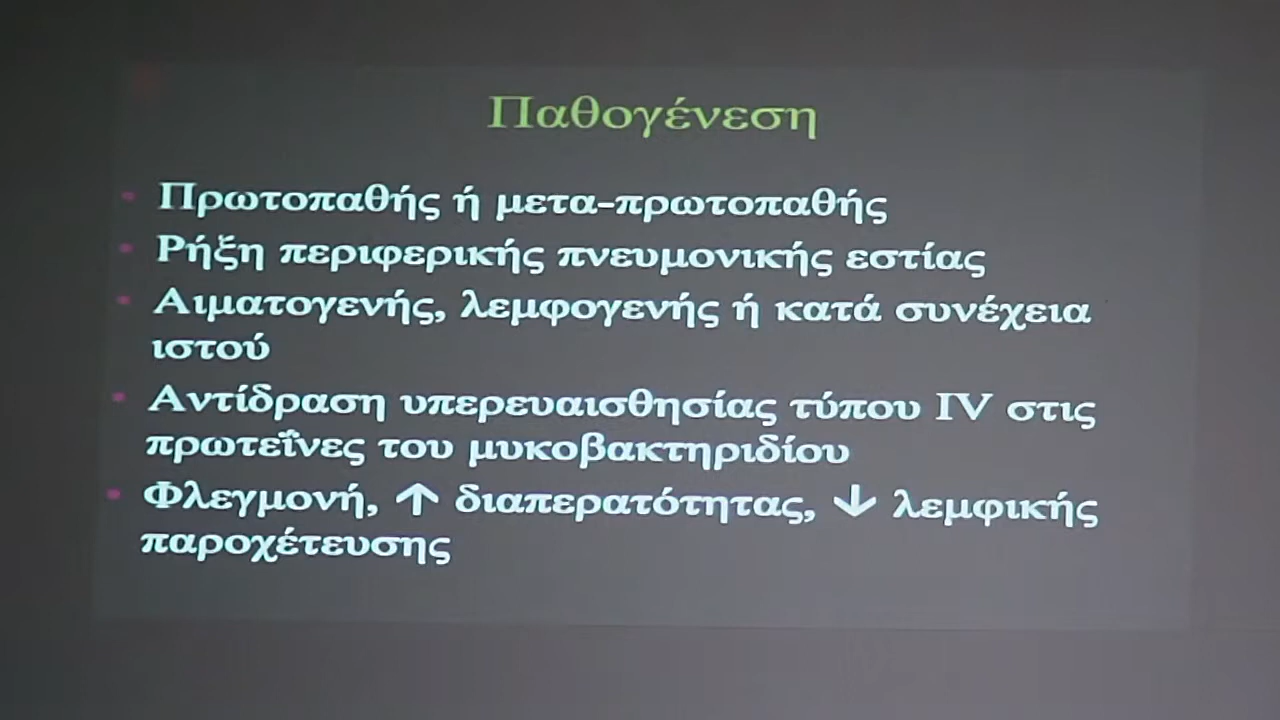 Παθογένεση
• Πρωτοπαθής ή μετα-πρωτοπαθής
• Ρήξη περιφερικής πνευμονικής εστίας
• Αιματογενής, λεμφογενής ή κατά συνέχεια
ιστού
• Αντίδραση υπερευαισθησίας τύπου IV στις
πρωτεΐνες του μυκοβακτηριδίου
• Φλεγμονή, ↑ διαπερατότητας, ↓ λεμφικής
παροχέτευσης